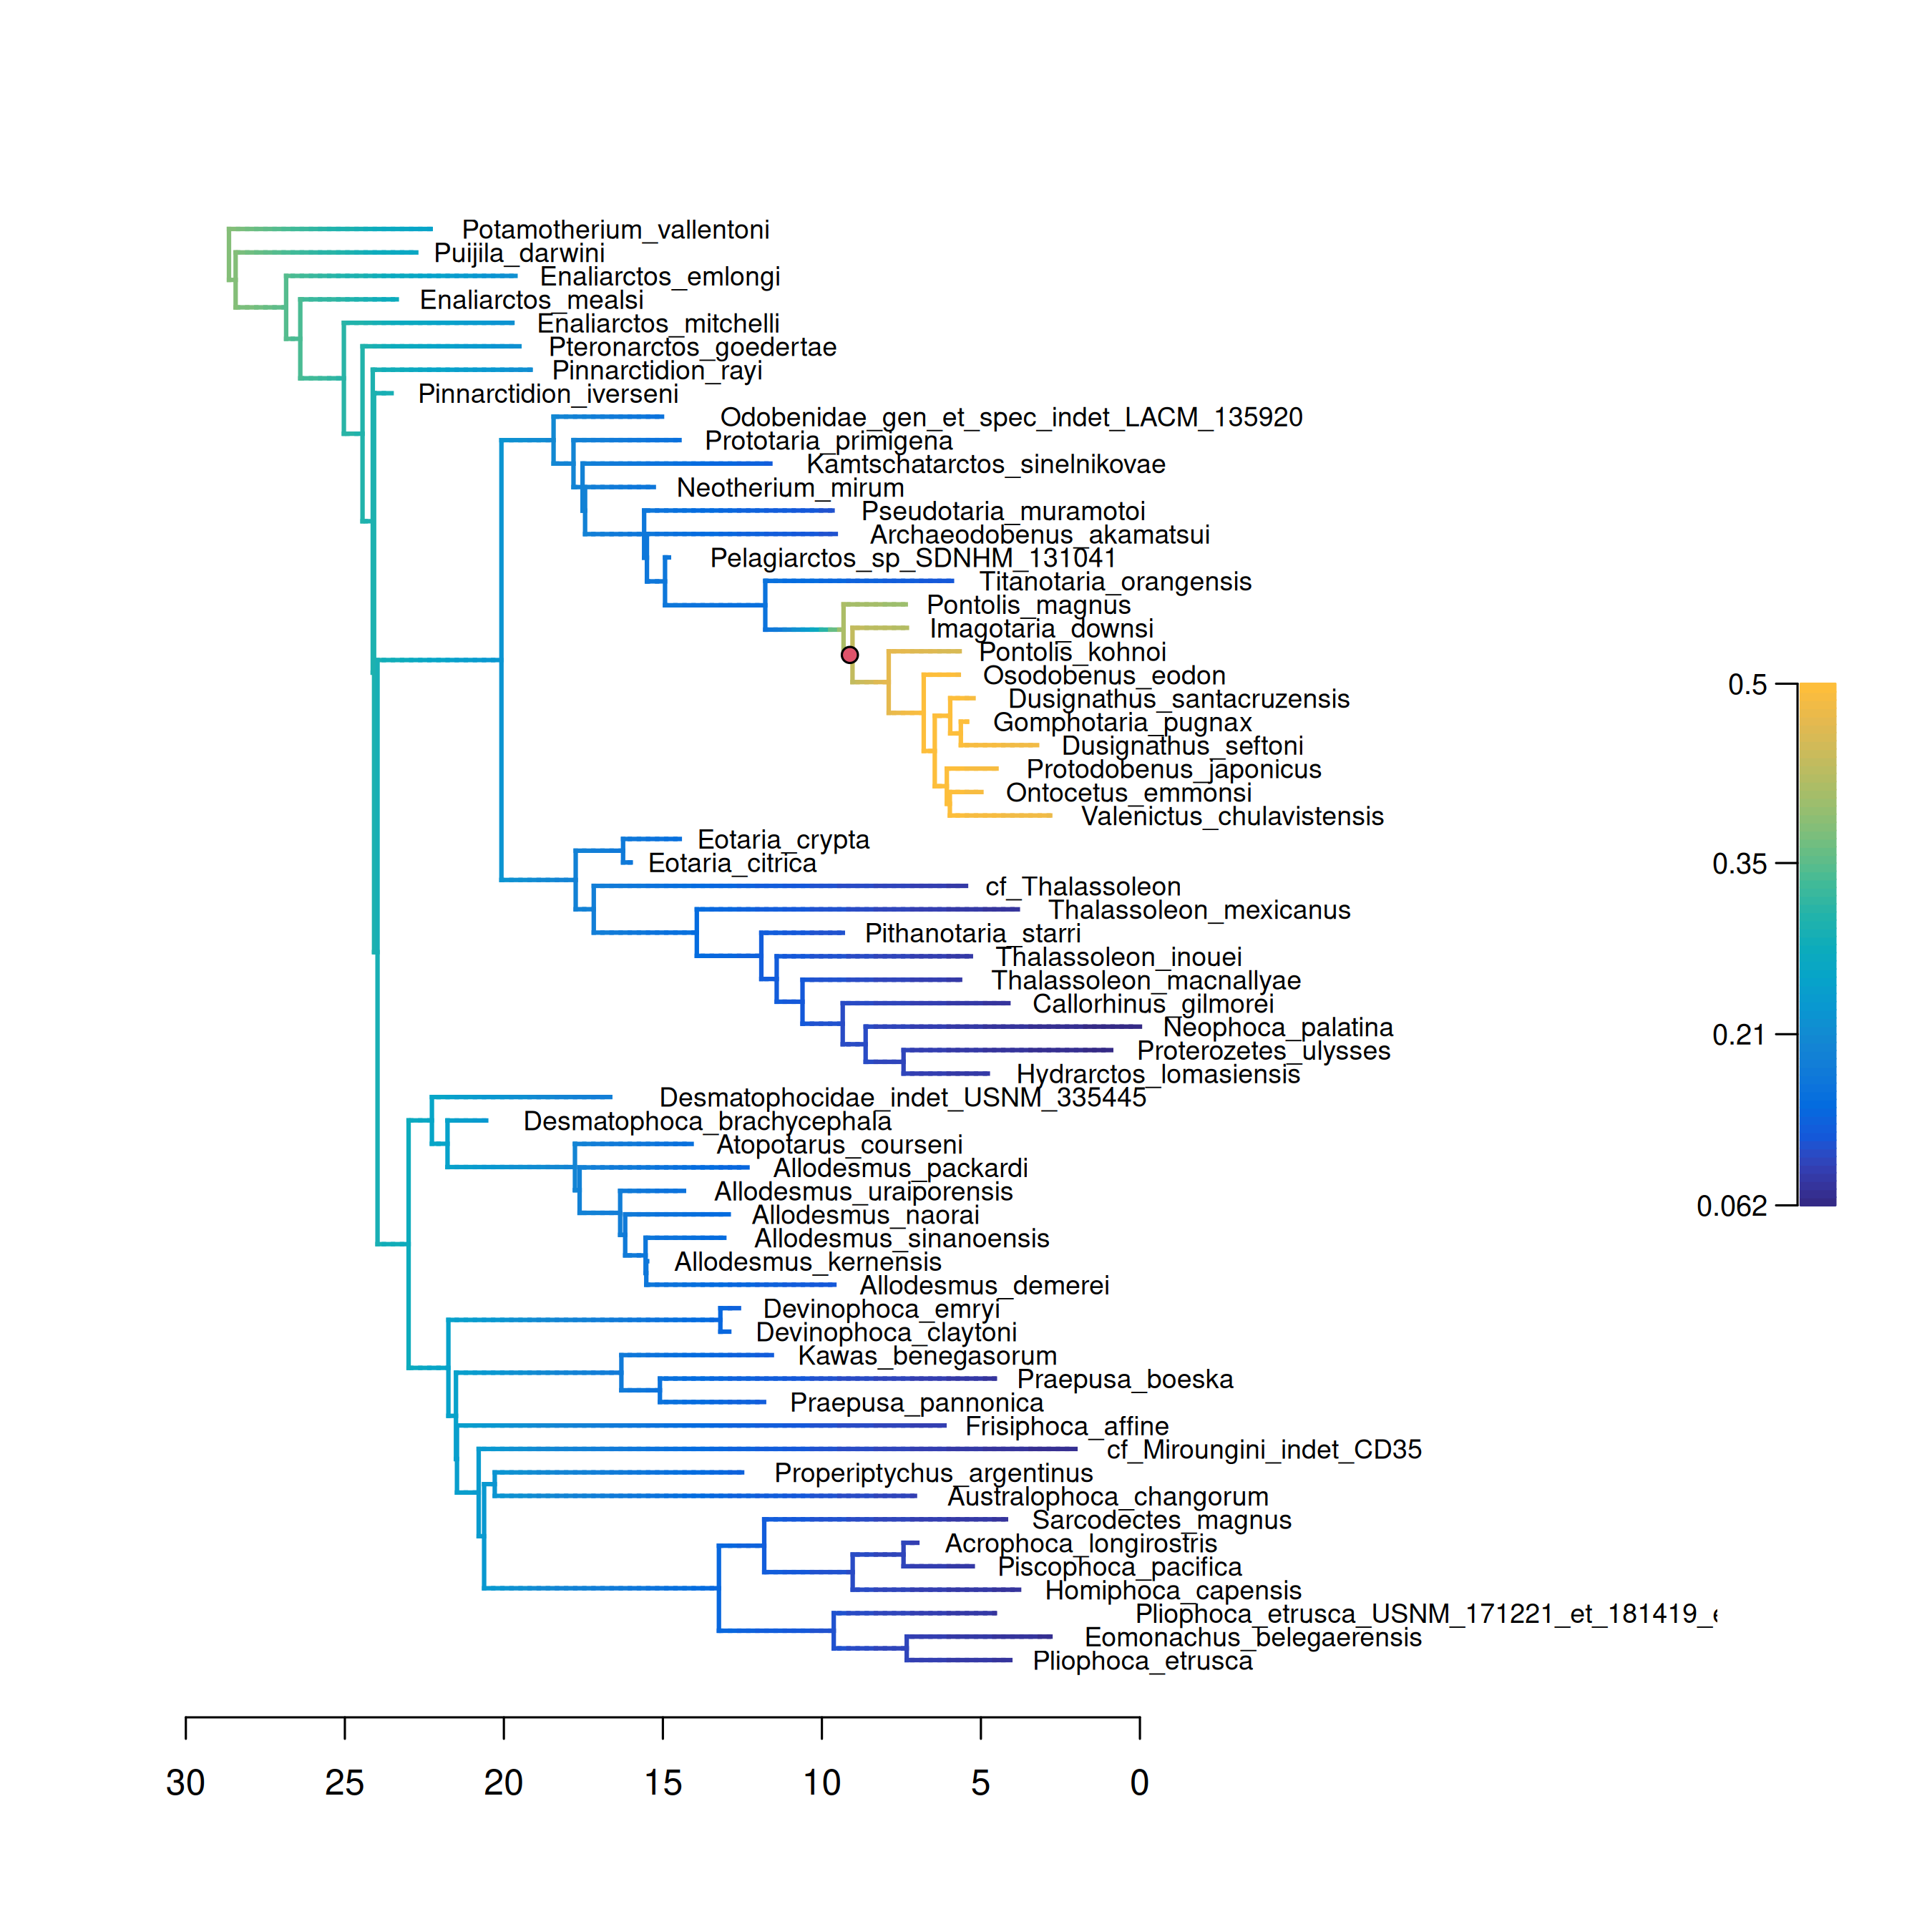 Potamotherium_vallentoni
Puijila_darwini
Enaliarctos_emlongi
Enaliarctos_mealsi
Enaliarctos_mitchelli
Pteronarctos_goedertae
Pinnarctidion_rayi
Pinnarctidion_iverseni
Odobenidae_gen_et_spec_indet_LACM_135920
Prototaria_primigena
Kamtschatarctos_sinelnikovae
Neotherium_mirum
Pseudotaria_muramotoi
Archaeodobenus_akamatsui
Pelagiarctos_sp_SDNHM_131041
Titanotaria_orangensis
Pontolis_magnus
Imagotaria_downsi
Pontolis_kohnoi
Osodobenus_eodon
Dusignathus_santacruzensis
Gomphotaria_pugnax
Dusignathus_seftoni
Protodobenus_japonicus
Ontocetus_emmonsi
Valenictus_chulavistensis
Eotaria_crypta
Eotaria_citrica
cf_Thalassoleon
Thalassoleon_mexicanus
Pithanotaria_starri
Thalassoleon_inouei
Thalassoleon_macnallyae
Callorhinus_gilmorei
Neophoca_palatina
Proterozetes_ulysses
Hydrarctos_lomasiensis
Desmatophocidae_indet_USNM_335445
Desmatophoca_brachycephala
Atopotarus_courseni
Allodesmus_packardi
Allodesmus_uraiporensis
Allodesmus_naorai
Allodesmus_sinanoensis
Allodesmus_kernensis
Allodesmus_demerei
Devinophoca_emryi
Devinophoca_claytoni
Kawas_benegasorum
Praepusa_boeska
Praepusa_pannonica
Frisiphoca_affine
cf_Miroungini_indet_CD35
Properiptychus_argentinus
Australophoca_changorum
Sarcodectes_magnus
Acrophoca_longirostris
Piscophoca_pacifica
Homiphoca_capensis
Pliophoca_etrusca_USNM_171221_et_181419_
Eomonachus_belegaerensis
Pliophoca_etrusca
0.5
0.35
0.21
0.062
30 25 20 15 10 5 0